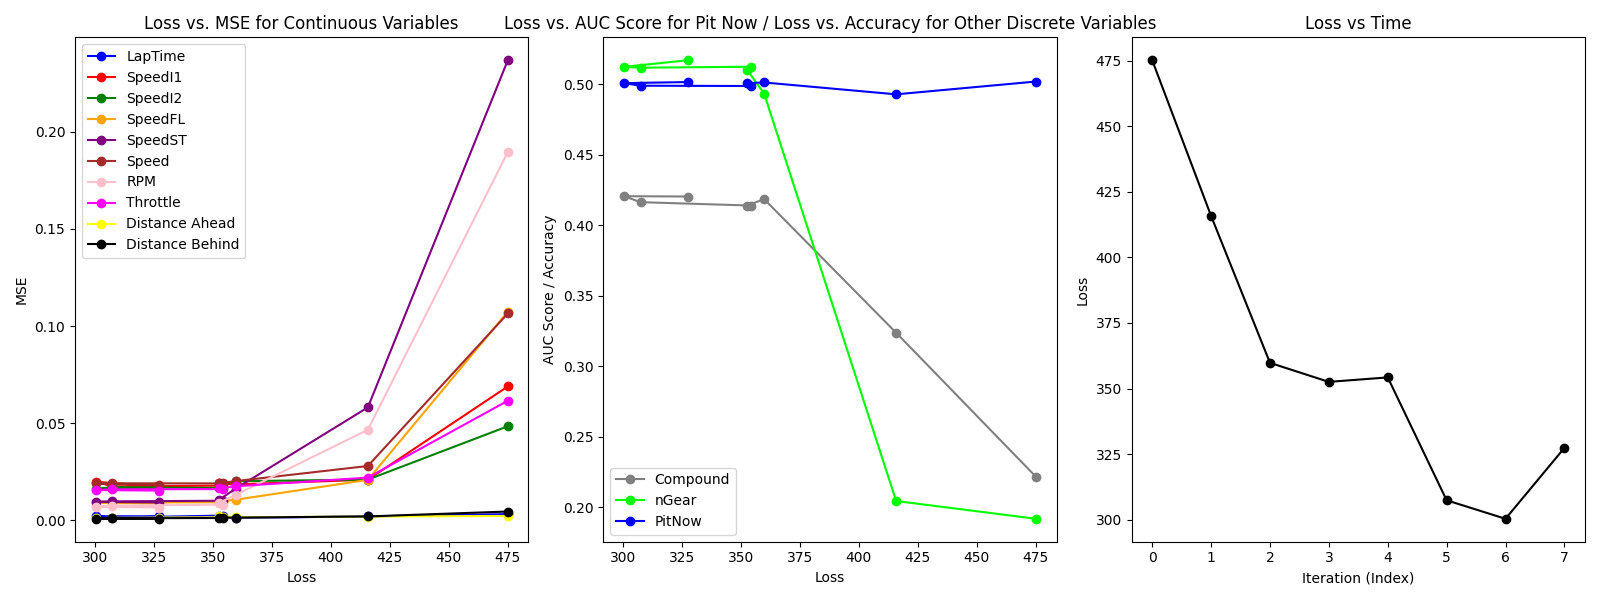 Loss vs. MSE for Continuous Variables
MSE
0.20
0.15
0.10
0.05
0.00
LapTime
SpeedI1
SpeedI2
SpeedFL
SpeedST
Speed
RPM
Throttle
Distance Ahead
Distance Behind
300 325 350 375 400 425 450 475
Loss
Loss vs. AUC Score for Pit Now / Loss vs. Accuracy for Other Discrete Variables
AUC Score / Accuracy
0.50
0.45
0.40
0.35
0.30
0.25
0.20
Compound
nGear
PitNow
300 325 350 375 400 425 450 475
Loss
Loss vs Time
Loss
475
450
425
400
375
350
325
300
0 1 2 3 4 5 6 7
Iteration (Index)